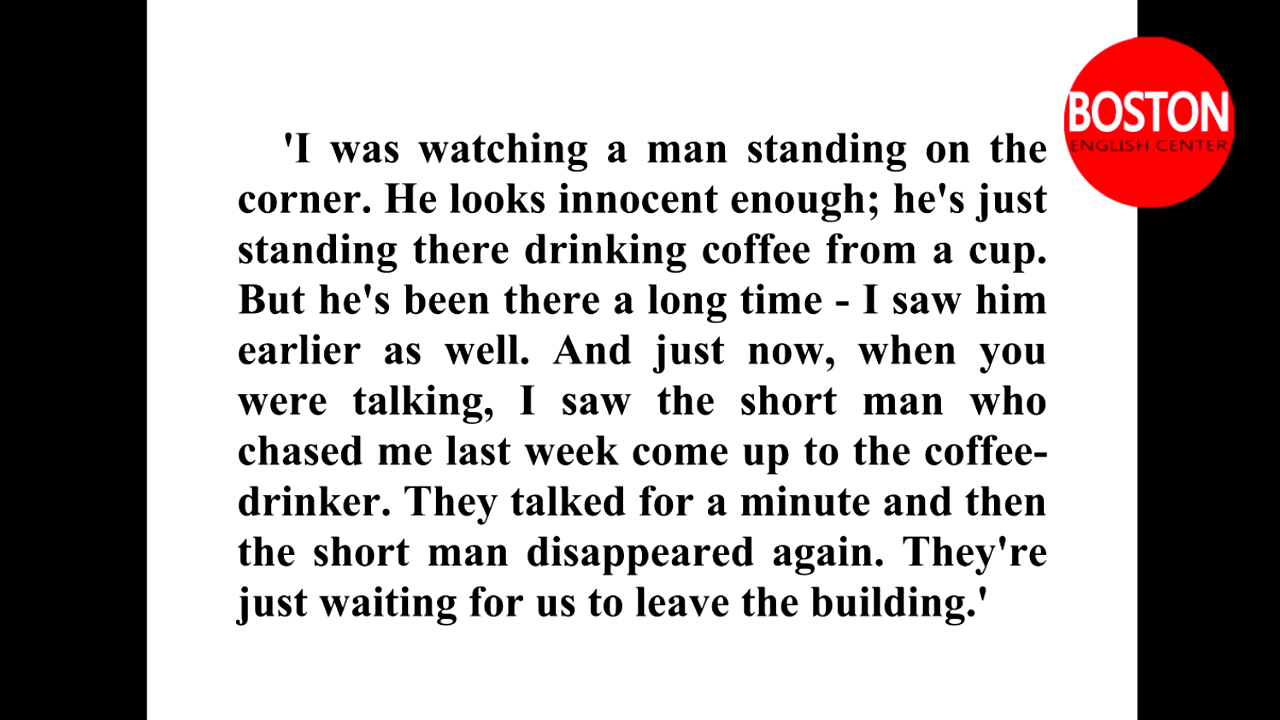 'I was watching a man standing on the
corner. He looks innocent enough; he's just
standing there drinking coffee from a cup.
But he's been there a long time - I saw him
earlier as well. And just now, when you
were talking, I saw the short man who
chased me last week come up to the coffee-
drinker. They talked for a minute and then
the short man disappeared again. They're
just waiting for us to leave the building.'
BOSTON
ENGLISH CENTER